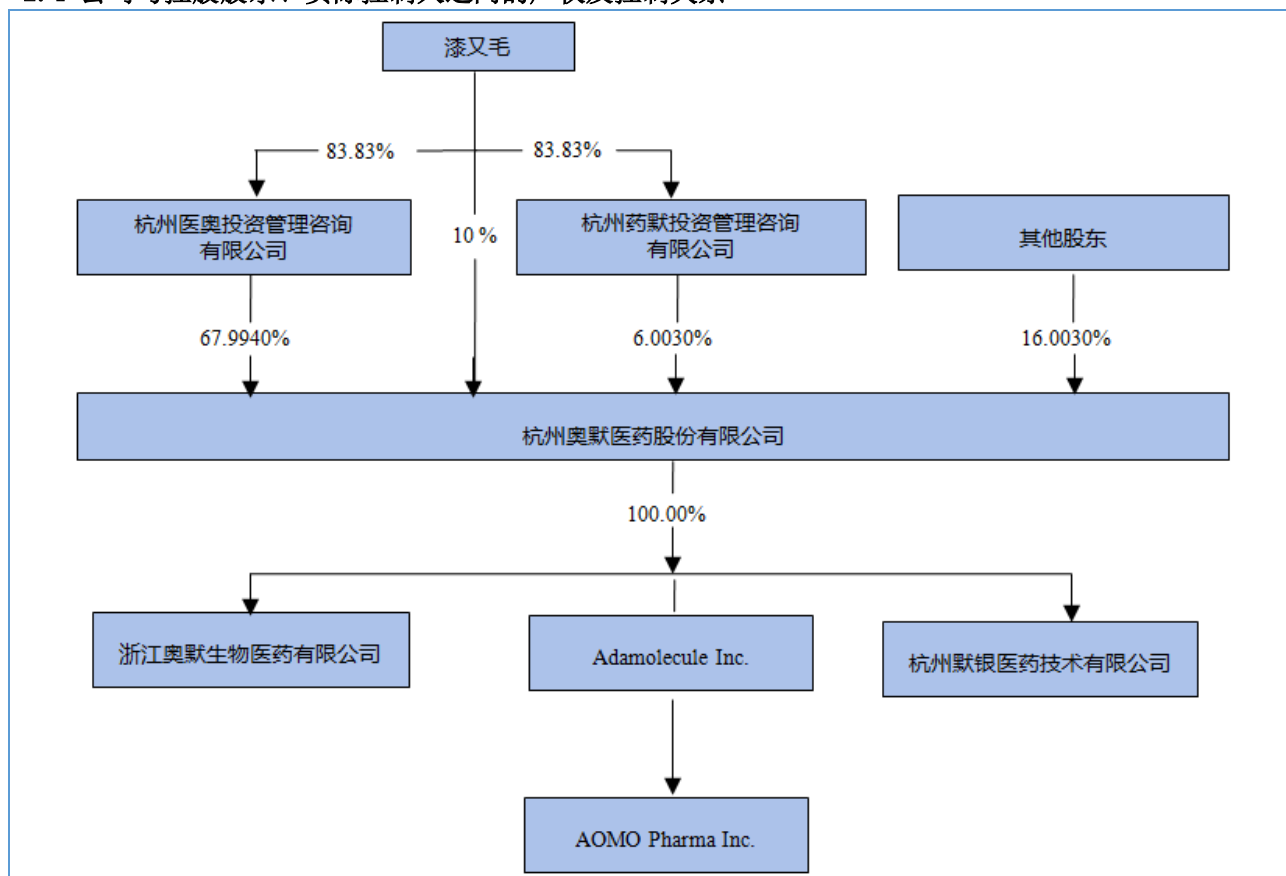 漆又毛
83.83%
83.83%
杭州医奥投资管理咨询
有限公司
10 %
杭州药默投资管理咨询
有限公司
其他股东
67.9940%
6.0030%
16.0030%
杭州奥默医药股份有限公司
100.00%
浙江奥默生物医药有限公司
Adamolecule Inc.
杭州默银医药技术有限公司
AOMO Pharma Inc.